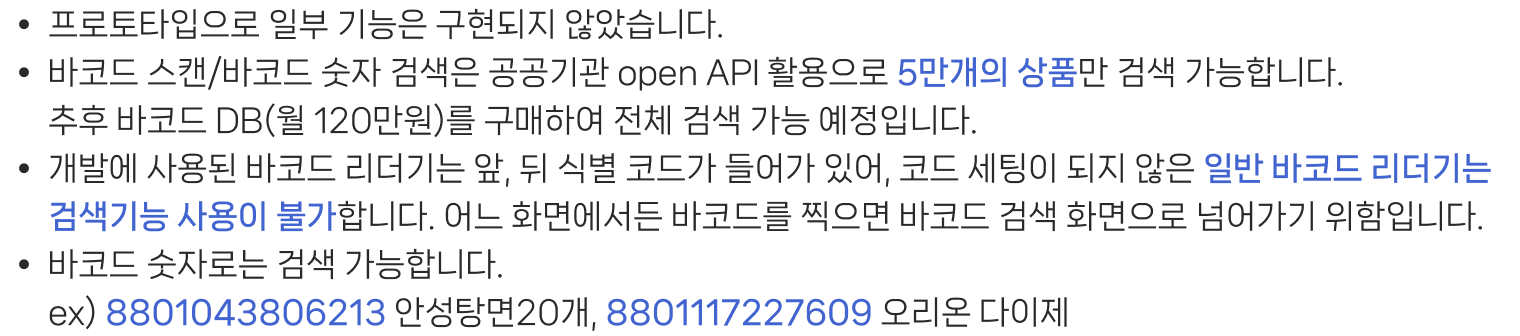 • 프로토타입으로 일부 기능은 구현되지 않았습니다.
• 바코드 스캔/바코드 숫자 검색은 공공기관 open API 활용으로 5만개의 상품만 검색 가능합니다.
추후 바코드 DB(월 120만원)를 구매하여 전체 검색 가능 예정입니다.
• 개발에 사용된 바코드 리더기는 앞, 뒤 식별 코드가 들어가 있어, 코드 세팅이 되지 않은 일반 바코드 리더기는
검색기능 사용이 불가합니다. 어느 화면에서든 바코드를 찍으면 바코드 검색 화면으로 넘어가기 위함입니다.
• 바코드 숫자로는 검색 가능합니다.
ex) 8801043806213 안성탕면20개, 8801117227609 오리온 다이제